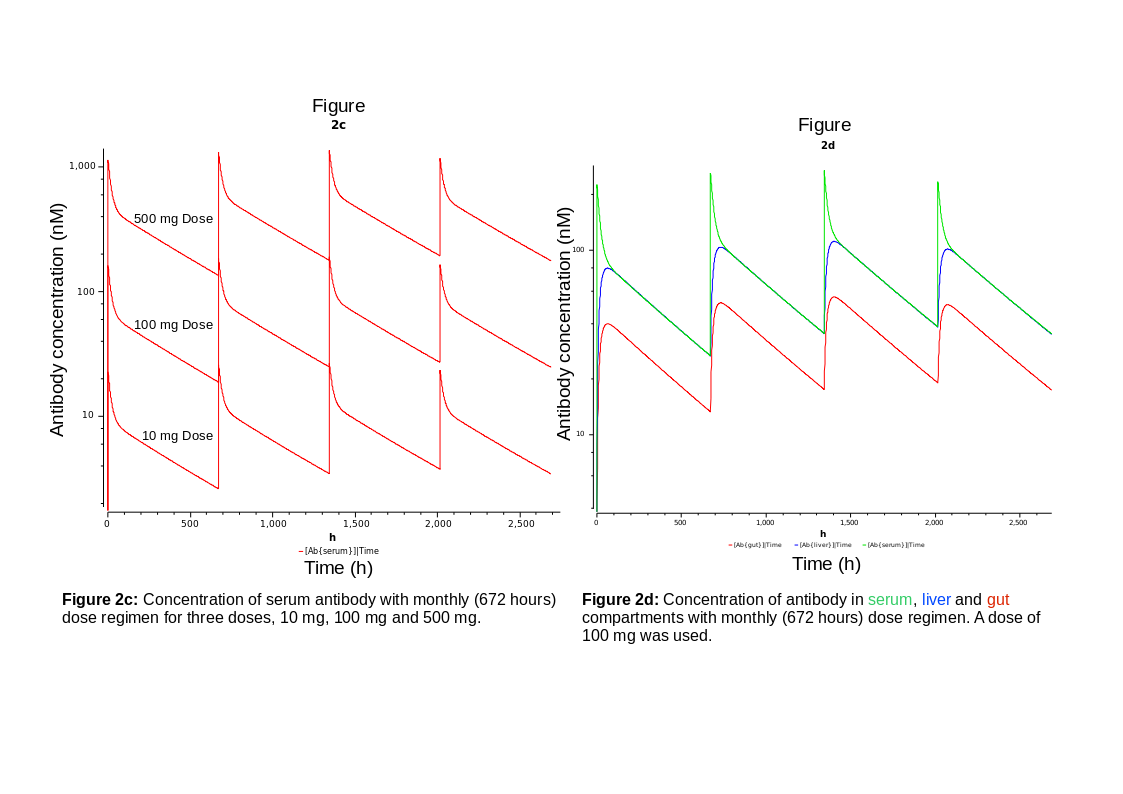 Figure
2c
Antibody concentration (nM)
1,000
100
10
500 mg Dose
100 mg Dose
10 mg Dose
0 500 1,000 1,500 2,000 2,500
h
[Ab{serum}]|Time
Time (h)
Figure 2c: Concentration of serum antibody with monthly (672 hours)
dose regimen for three doses, 10 mg, 100 mg and 500 mg.
Figure
2d
Antibody concentration (nM)
100
10
0 500 1,000 1,500 2,000 2,500
h
[Ab{gut}]|Time [Ab{liver}]|Time [Ab{serum}]|Time
Time (h)
Figure 2d: Concentration of antibody in serum, liver and gut
compartments with monthly (672 hours) dose regimen. A dose of
100 mg was used.